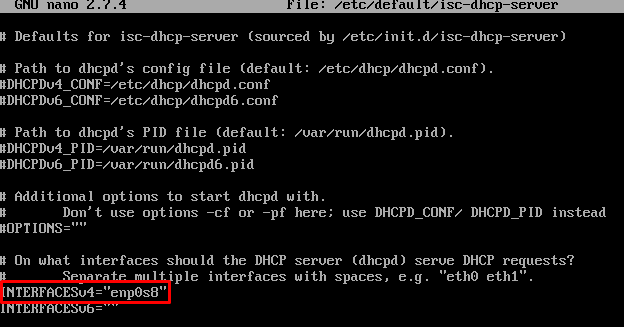 GNU nano 2.7.4 File: /etc/default/isc-dhcp-server
# Defaults for isc-dhcp-server (sourced by /etc/init.d/isc-dhcp-server)
# Path to dhcpd's config file (default: /etc/dhcp/dhcpd.conf).
#DHCPDv4_CONF=/etc/dhcp/dhcpd.conf
#DHCPDv6_CONF=/etc/dhcp/dhcpd6.conf
# Path to dhcpd's PID file (default: /var/run/dhcpd.pid).
#DHCPDv4_PID=/var/run/dhcpd.pid
#DHCPDv6_PID=/var/run/dhcpd6.pid
# Additional options to start dhcpd with.
#       Don't use options -cf or -pf here; use DHCPD_CONF/ DHCPD_PID instead
#OPTIONS=""
# On what interfaces should the DHCP server (dhcpd) serve DHCP requests?
#       Separate multiple interfaces with spaces, e.g. "eth0 eth1".
INTERFACESv4="enp0s8"
INTERFACESv6=""